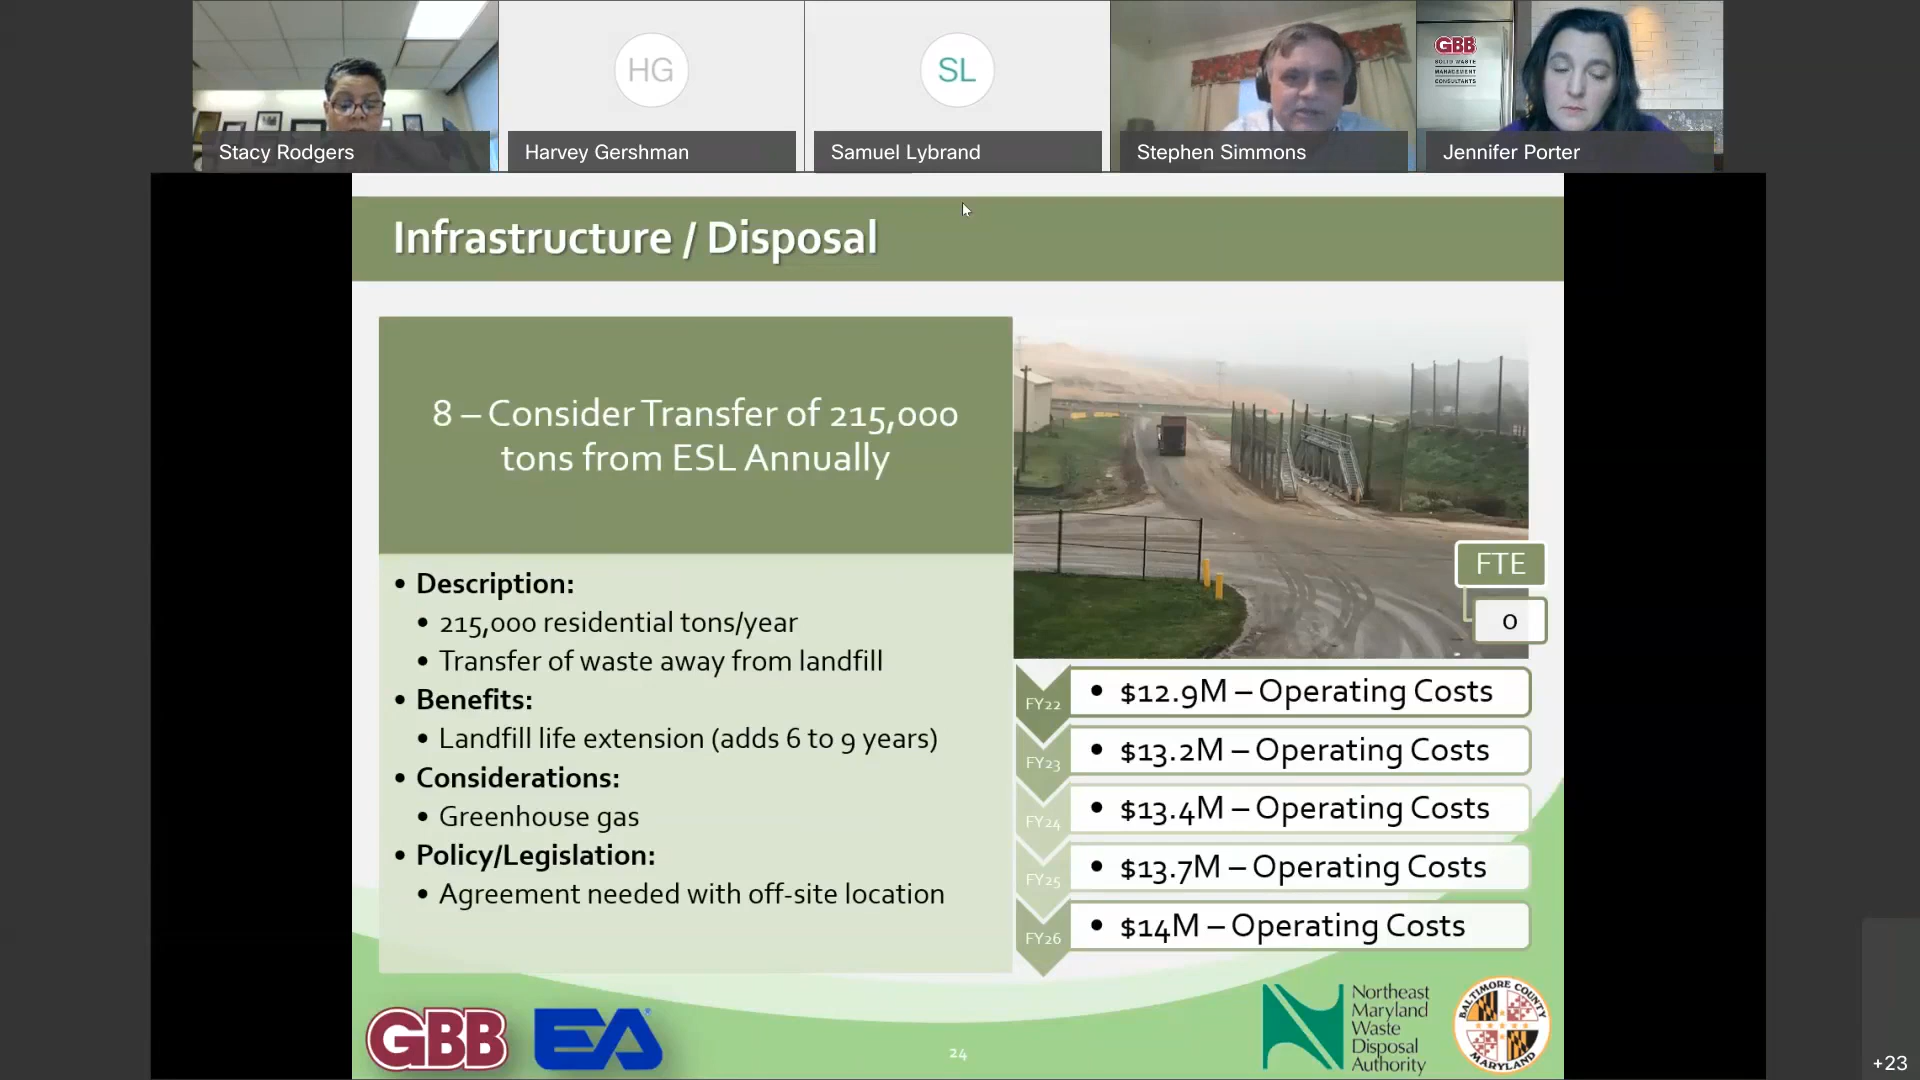 HG
SL
GBB
SOLID WASTE
MANAGEMENT
CONSULTANTS
Stacy Rodgers
Harvey Gershman
Samuel Lybrand
Stephen Simmons
Jennifer Porter
Infrastructure / Disposal
8 – Consider Transfer of 215,000
tons from ESL Annually
• Description:
• 215,000 residential tons/year
• Transfer of waste away from landfill
• Benefits:
• Landfill life extension (adds 6 to 9 years)
• Considerations:
• Greenhouse gas
• Policy/Legislation:
• Agreement needed with off-site location
FTE
0
FY22
• $12.9M – Operating Costs
FY23
• $13.2M – Operating Costs
FY24
• $13.4M – Operating Costs
FY25
• $13.7M – Operating Costs
FY26
• $14M – Operating Costs
GBB
EA
®
24
Northeast
Maryland
Waste
Disposal
Authority
BALTIMORE COUNTY
MARYLAND
+23